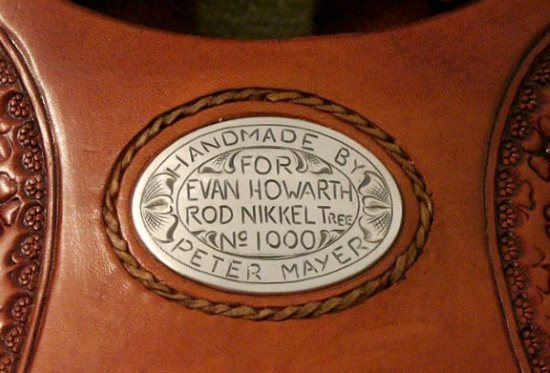 HANDMADE BY
FOR
EVAN HOWARTH
ROD NIKKEL TREE
No 1000
PETER MAYER